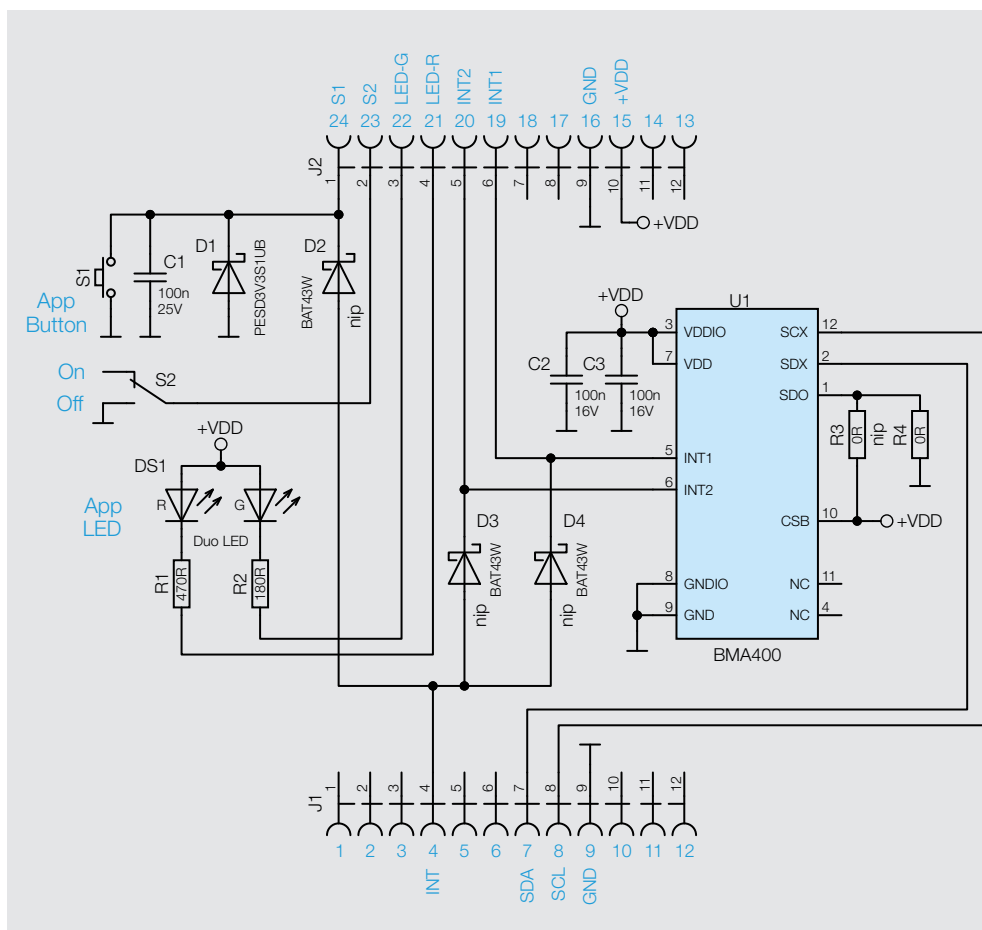 S1
S2
LED-G
LED-R
INT2
INT1
GND
+VDD
24 23 22 21 20 19 18 17 16 15 14 13
J2
1 2 3 4 5 6 7 8 9 10 11 12
+VDD
S1
App
Button
C1
100n
25V
D1
PESD3V3S1UB
D2
BAT43W
nip
On
Off
S2
+VDD
DS1
R
G
Duo LED
App
LED
R1
470R
R2
180R
+VDD
C2
100n
16V
C3
100n
16V
U1
3 VDDIO
7 VDD
5 INT1
6 INT2
8 GNDIO
9 GND
SCX 12
SDX 2
SDO 1
CSB 10
NC 11
NC 4
BMA400
R3
0R
nip
R4
0R
+VDD
D3
BAT43W
nip
D4
BAT43W
nip
J1
1 2 3 4 5 6 7 8 9 10 11 12
1 2 3 4 5 6 7 8 9 10 11 12
INT
SDA
SCL
GND